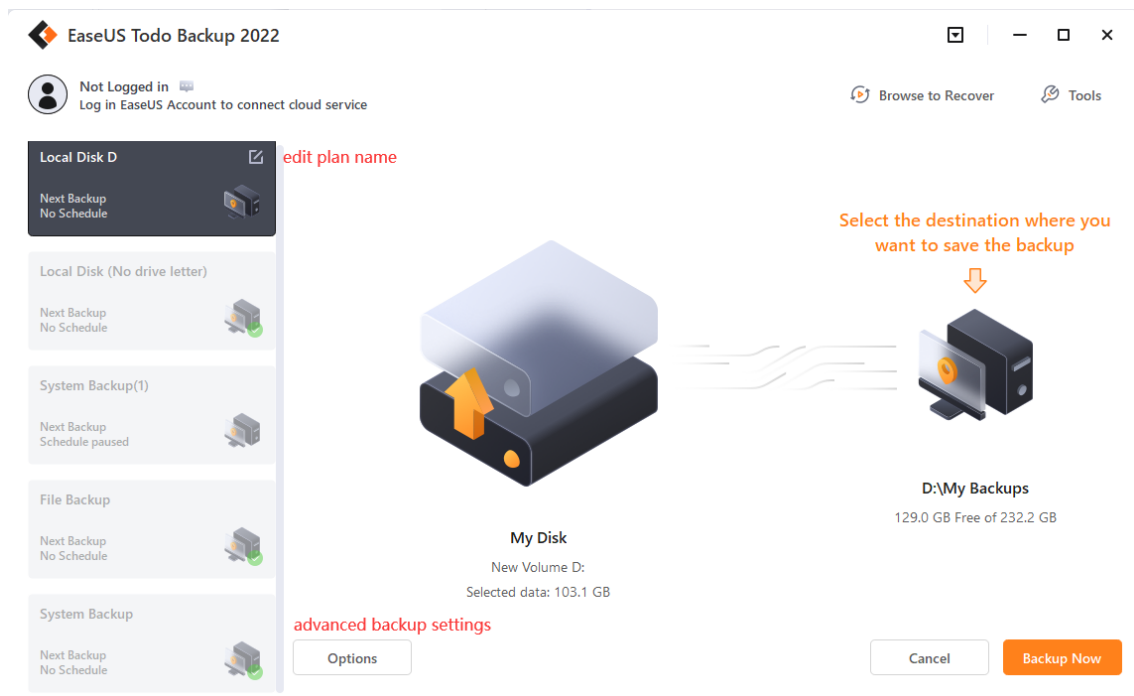 EaseUS Todo Backup 2022
Not Logged in
Log in EaseUS Account to connect cloud service
Browse to Recover
Tools
Local Disk D
edit plan name
Next Backup
No Schedule
Local Disk (No drive letter)
Next Backup
No Schedule
System Backup(1)
Next Backup
Schedule paused
File Backup
Next Backup
No Schedule
System Backup
Next Backup
No Schedule
My Disk
New Volume D:
Selected data: 103.1 GB
Select the destination where you
want to save the backup
D:\My Backups
129.0 GB Free of 232.2 GB
advanced backup settings
Options
Cancel
Backup Now